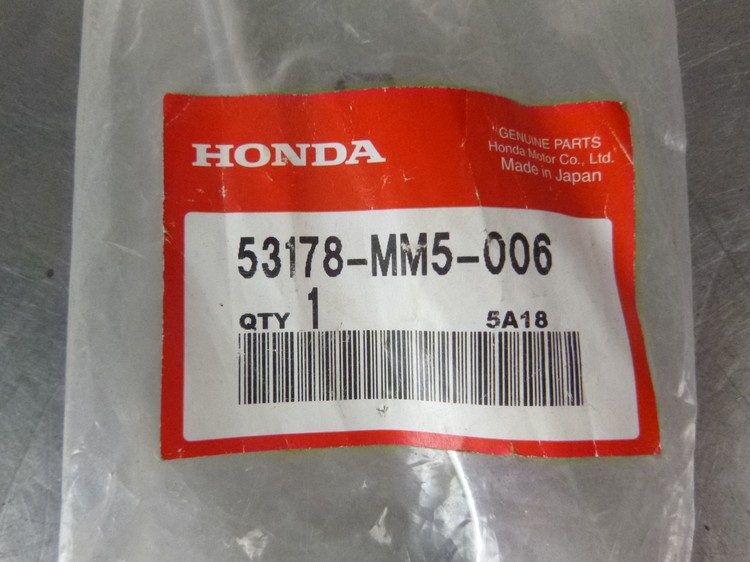 HONDA
GENUINE PARTS
Honda Motor Co., Ltd.
Made in Japan
53178-MM5-006
QTY 1 5A18